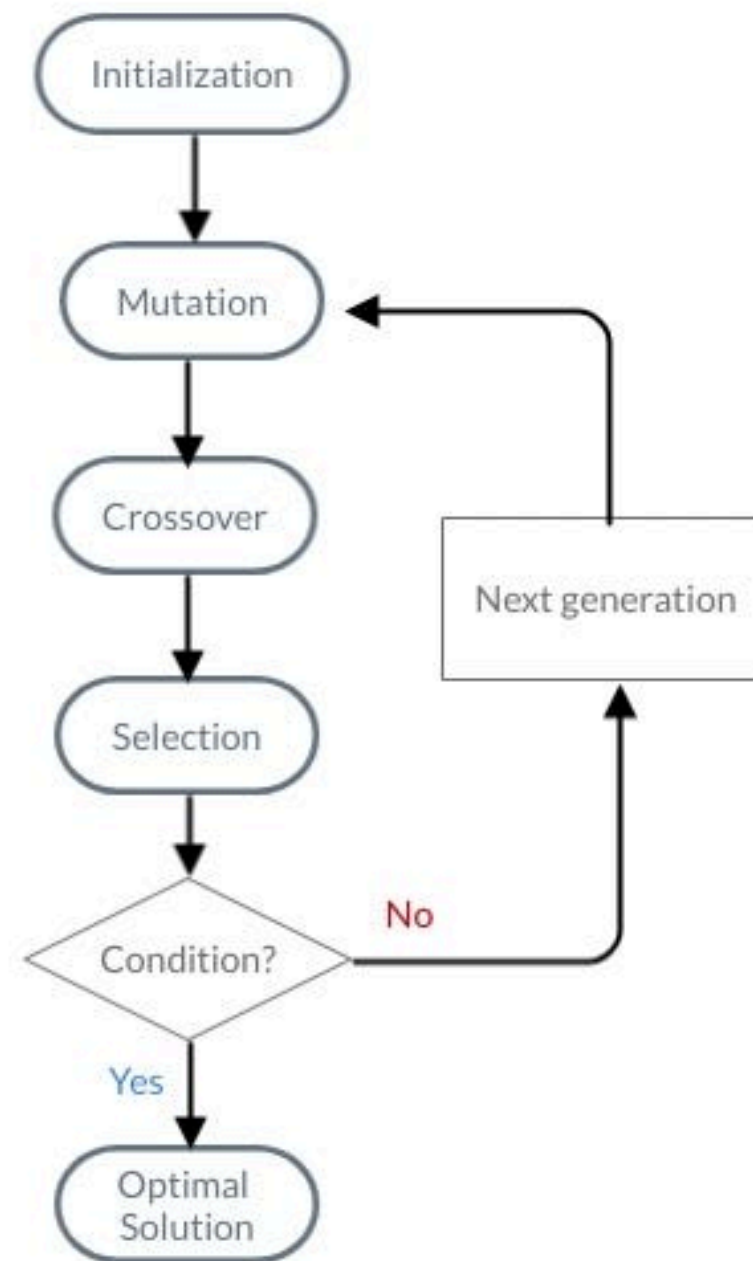 Initialization
Mutation
Crossover
Next generation
Selection
No
Condition?
Yes
Optimal
Solution